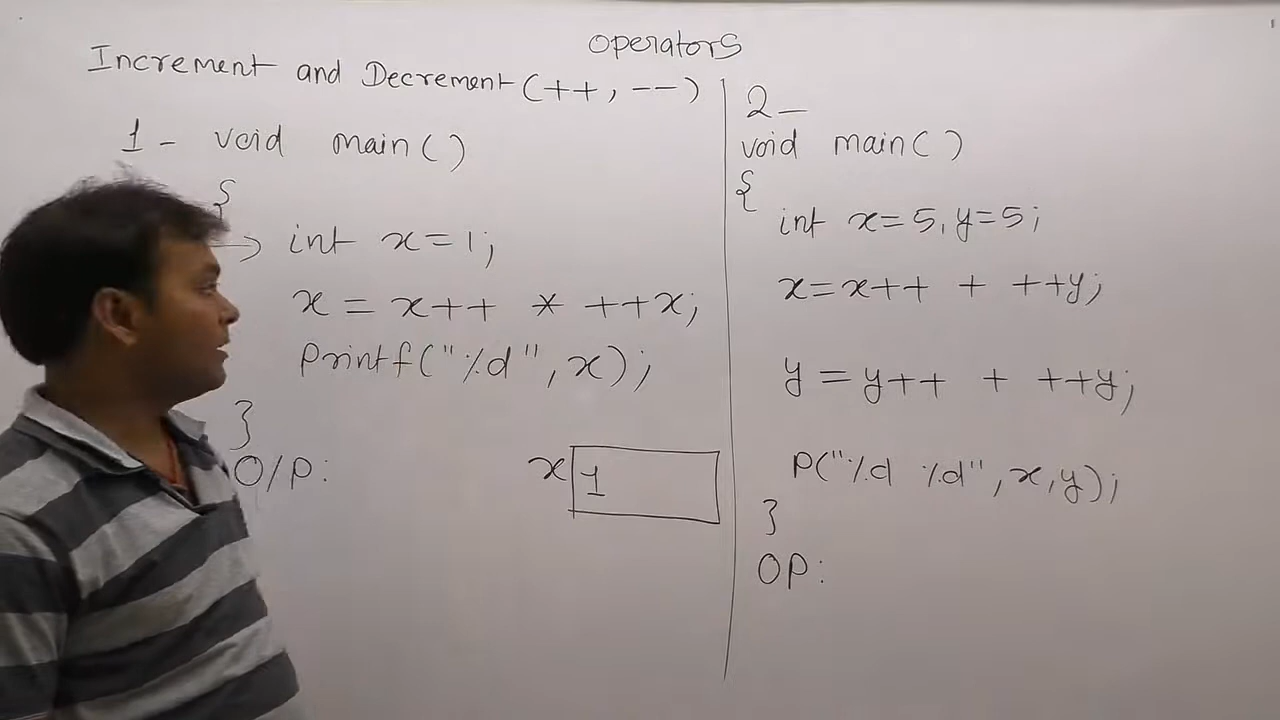 Operators
Increment and Decrement (++, --)
1 - void main()
{
int x=1;
x = x++ * ++x;
Printf("%d", x);
}
O/P:
x 1
2 -
void main()
{
int x=5, y=5;
x=x++ + ++y;
y = y++ + ++y;
P("%d %d", x, y);
}
OP: